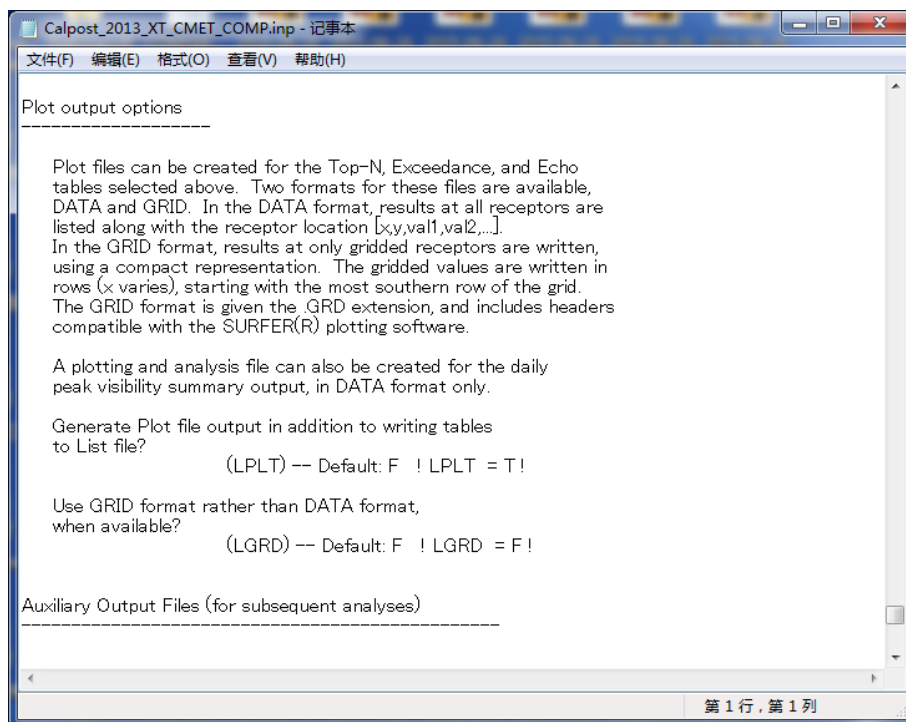 Calpost_2013_XT_CMET_COMP.inp - 记事本
文件(F) 编辑(E) 格式(O) 查看(V) 帮助(H)
Plot output options
-------------------
Plot files can be created for the Top-N, Exceedance, and Echo
tables selected above. Two formats for these files are available,
DATA and GRID. In the DATA format, results at all receptors are
listed along with the receptor location [x,y,val1,val2,...].
In the GRID format, results at only gridded receptors are written,
using a compact representation. The gridded values are written in
rows (x varies), starting with the most southern row of the grid.
The GRID format is given the .GRD extension, and includes headers
compatible with the SURFER(R) plotting software.
A plotting and analysis file can also be created for the daily
peak visibility summary output, in DATA format only.
Generate Plot file output in addition to writing tables
to List file?
(LPLT) -- Default: F ! LPLT = T !
Use GRID format rather than DATA format,
when available?
(LGRD) -- Default: F ! LGRD = F !
Auxiliary Output Files (for subsequent analyses)
------------------------------------------------
第 1 行 , 第 1 列